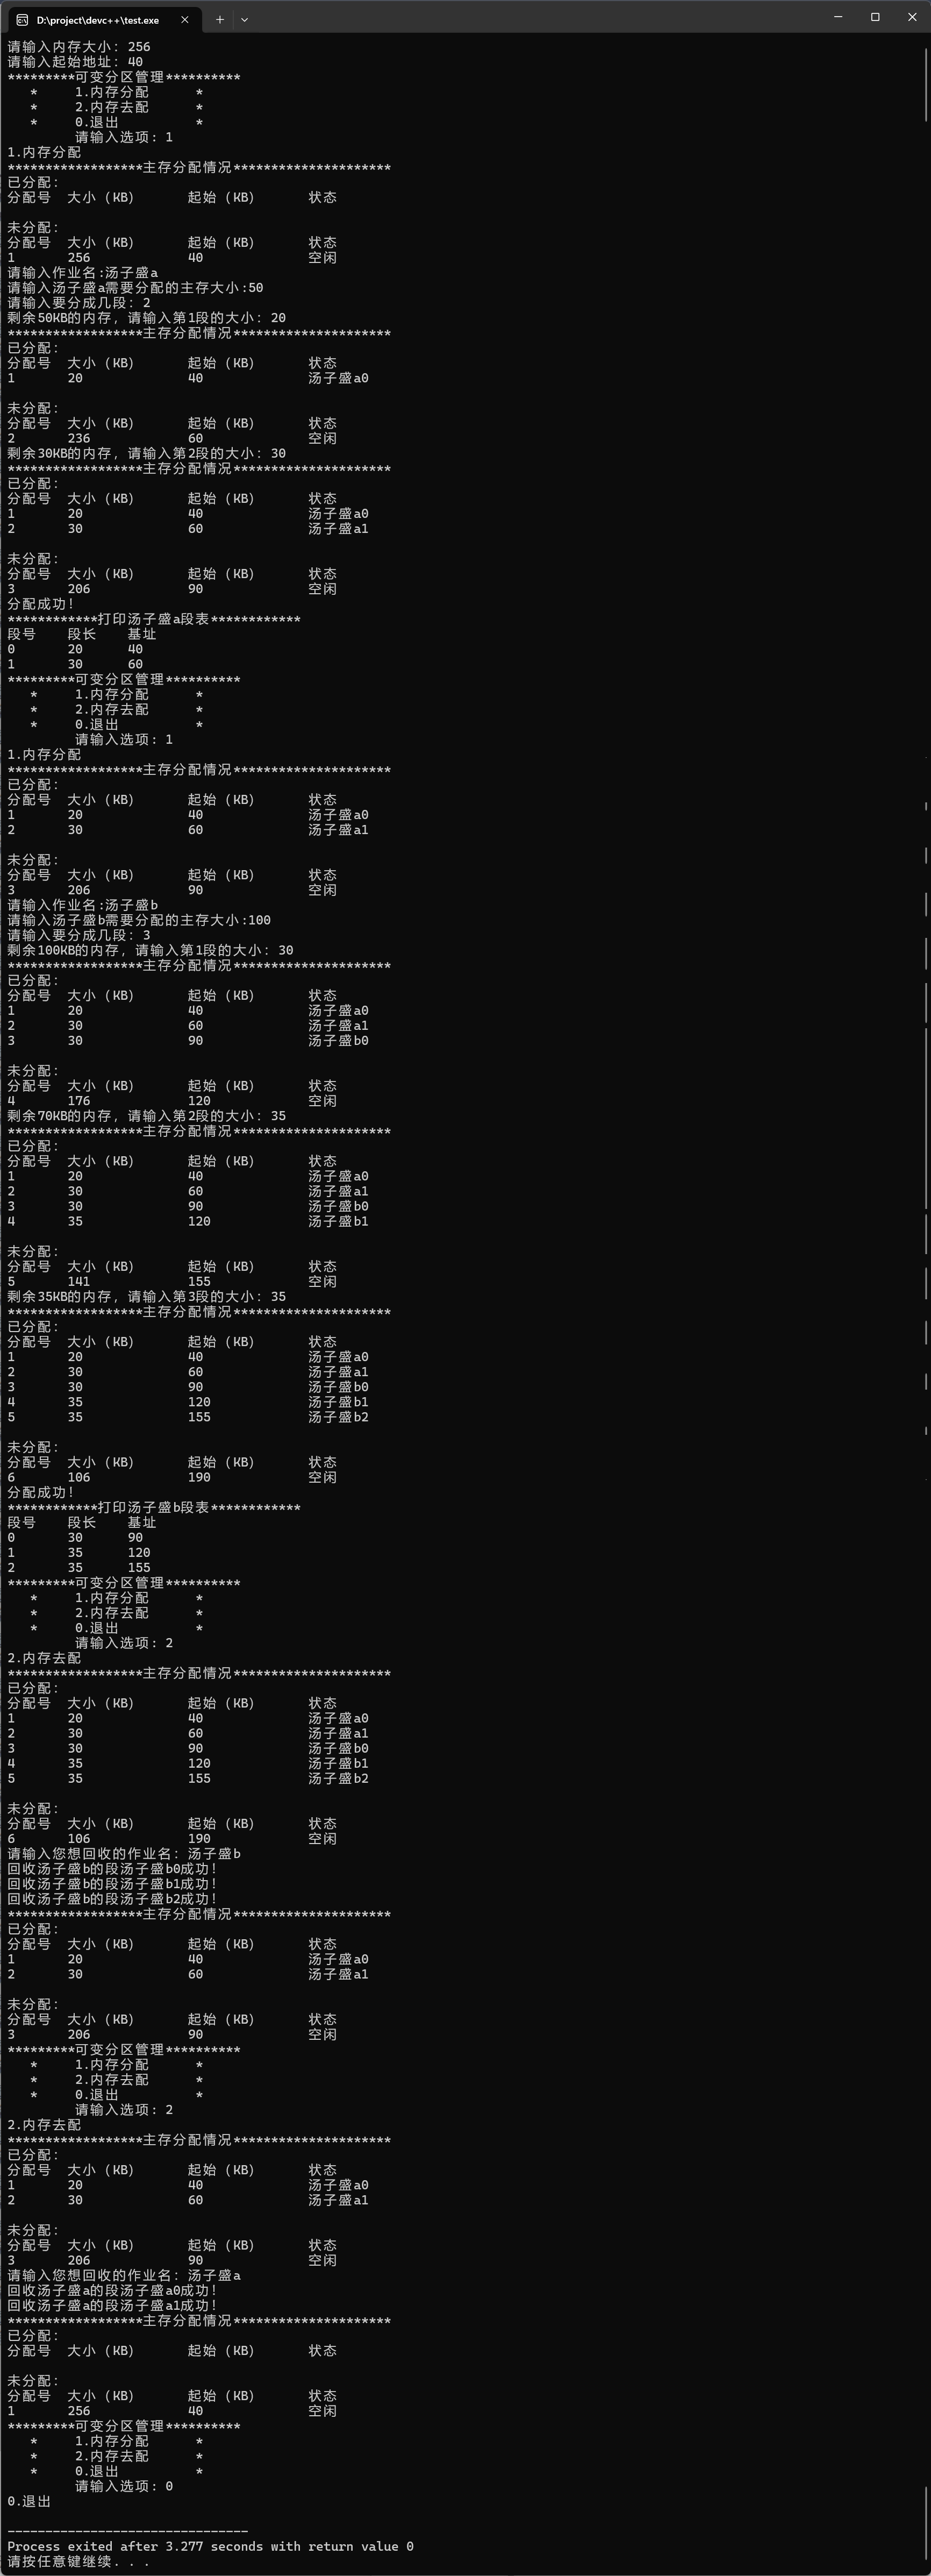 D:\project\devc++\test.exe
请输入内存大小: 256
请输入起始地址: 40
*********可变分区管理**********
   *     1.内存分配      *
   *     2.内存去配      *
   *     0.退出          *
         请输入选项: 1
1.内存分配
******************主存分配情况*********************
已分配:
分配号  大小（KB）      起始（KB）      状态

未分配:
分配号  大小（KB）      起始（KB）      状态
1       256             40              空闲
请输入作业名:汤子盛a
请输入汤子盛a需要分配的主存大小:50
请输入要分成几段: 2
剩余50KB的内存, 请输入第1段的大小: 20
******************主存分配情况*********************
已分配:
分配号  大小（KB）      起始（KB）      状态
1       20              40              汤子盛a0

未分配:
分配号  大小（KB）      起始（KB）      状态
2       236             60              空闲
剩余30KB的内存, 请输入第2段的大小: 30
******************主存分配情况*********************
已分配:
分配号  大小（KB）      起始（KB）      状态
1       20              40              汤子盛a0
2       30              60              汤子盛a1

未分配:
分配号  大小（KB）      起始（KB）      状态
3       206             90              空闲
分配成功!
************打印汤子盛a段表************
段号    段长    基址
0       20      40
1       30      60
*********可变分区管理**********
   *     1.内存分配      *
   *     2.内存去配      *
   *     0.退出          *
         请输入选项: 1
1.内存分配
******************主存分配情况*********************
已分配:
分配号  大小（KB）      起始（KB）      状态
1       20              40              汤子盛a0
2       30              60              汤子盛a1

未分配:
分配号  大小（KB）      起始（KB）      状态
3       206             90              空闲
请输入作业名:汤子盛b
请输入汤子盛b需要分配的主存大小:100
请输入要分成几段: 3
剩余100KB的内存, 请输入第1段的大小: 30
******************主存分配情况*********************
已分配:
分配号  大小（KB）      起始（KB）      状态
1       20              40              汤子盛a0
2       30              60              汤子盛a1
3       30              90              汤子盛b0

未分配:
分配号  大小（KB）      起始（KB）      状态
4       176             120             空闲
剩余70KB的内存, 请输入第2段的大小: 35
******************主存分配情况*********************
已分配:
分配号  大小（KB）      起始（KB）      状态
1       20              40              汤子盛a0
2       30              60              汤子盛a1
3       30              90              汤子盛b0
4       35              120             汤子盛b1

未分配:
分配号  大小（KB）      起始（KB）      状态
5       141             155             空闲
剩余35KB的内存, 请输入第3段的大小: 35
******************主存分配情况*********************
已分配:
分配号  大小（KB）      起始（KB）      状态
1       20              40              汤子盛a0
2       30              60              汤子盛a1
3       30              90              汤子盛b0
4       35              120             汤子盛b1
5       35              155             汤子盛b2

未分配:
分配号  大小（KB）      起始（KB）      状态
6       106             190             空闲
分配成功!
************打印汤子盛b段表************
段号    段长    基址
0       30      90
1       35      120
2       35      155
*********可变分区管理**********
   *     1.内存分配      *
   *     2.内存去配      *
   *     0.退出          *
         请输入选项: 2
2.内存去配
******************主存分配情况*********************
已分配:
分配号  大小（KB）      起始（KB）      状态
1       20              40              汤子盛a0
2       30              60              汤子盛a1
3       30              90              汤子盛b0
4       35              120             汤子盛b1
5       35              155             汤子盛b2

未分配:
分配号  大小（KB）      起始（KB）      状态
6       106             190             空闲
请输入您想回收的作业名: 汤子盛b
回收汤子盛b的段汤子盛b0成功!
回收汤子盛b的段汤子盛b1成功!
回收汤子盛b的段汤子盛b2成功!
******************主存分配情况*********************
已分配:
分配号  大小（KB）      起始（KB）      状态
1       20              40              汤子盛a0
2       30              60              汤子盛a1

未分配:
分配号  大小（KB）      起始（KB）      状态
3       206             90              空闲
*********可变分区管理**********
   *     1.内存分配      *
   *     2.内存去配      *
   *     0.退出          *
         请输入选项: 2
2.内存去配
******************主存分配情况*********************
已分配:
分配号  大小（KB）      起始（KB）      状态
1       20              40              汤子盛a0
2       30              60              汤子盛a1

未分配:
分配号  大小（KB）      起始（KB）      状态
3       206             90              空闲
请输入您想回收的作业名: 汤子盛a
回收汤子盛a的段汤子盛a0成功!
回收汤子盛a的段汤子盛a1成功!
******************主存分配情况*********************
已分配:
分配号  大小（KB）      起始（KB）      状态

未分配:
分配号  大小（KB）      起始（KB）      状态
1       256             40              空闲
*********可变分区管理**********
   *     1.内存分配      *
   *     2.内存去配      *
   *     0.退出          *
         请输入选项: 0
0.退出

--------------------------------
Process exited after 3.277 seconds with return value 0
请按任意键继续. . .